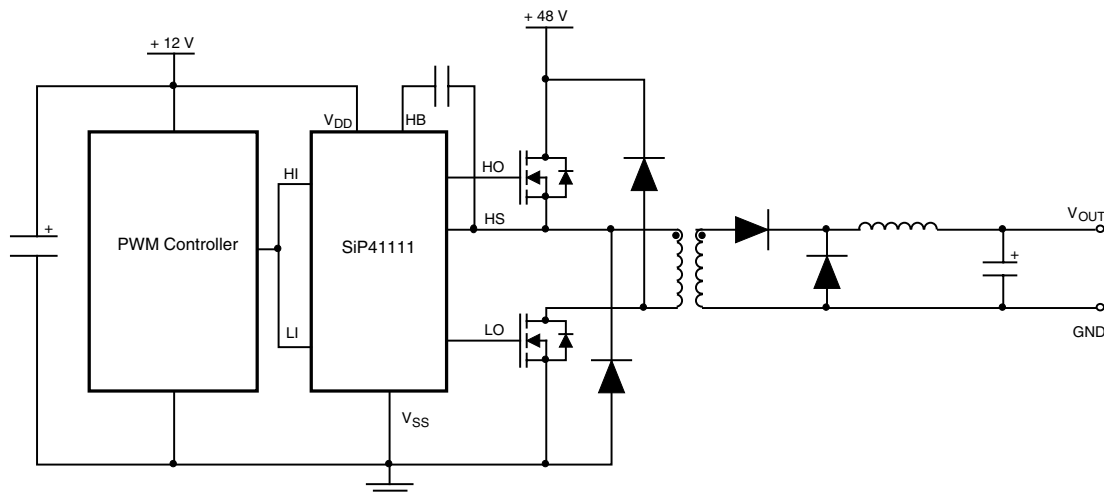 + 12 V
+ 48 V
V_DD
HB
HI
HO
PWM Controller
SiP41111
HS
V_OUT
+
+
LI
LO
GND
V_SS